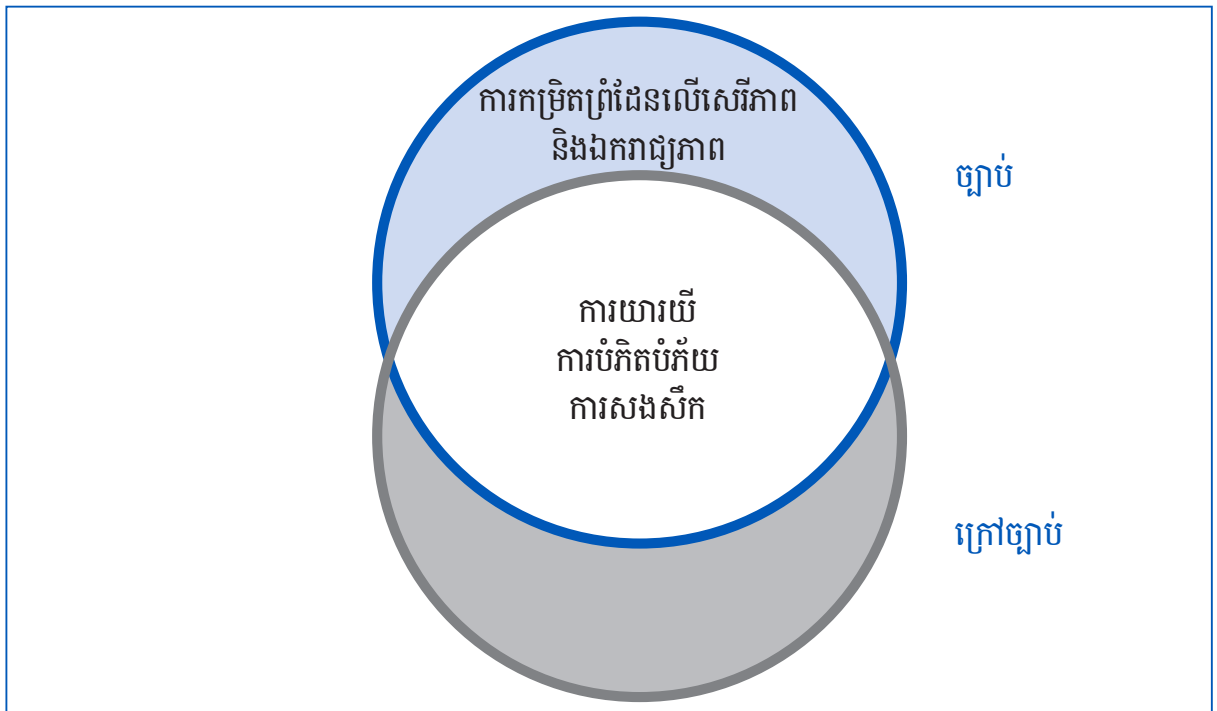 ការកម្រិតព្រំដែនលើសេរីភាព
និងឯករាជ្យភាព
ច្បាប់
ការយារយី
ការបំភិតបំភ័យ
ការសងសឹក
ក្រៅច្បាប់